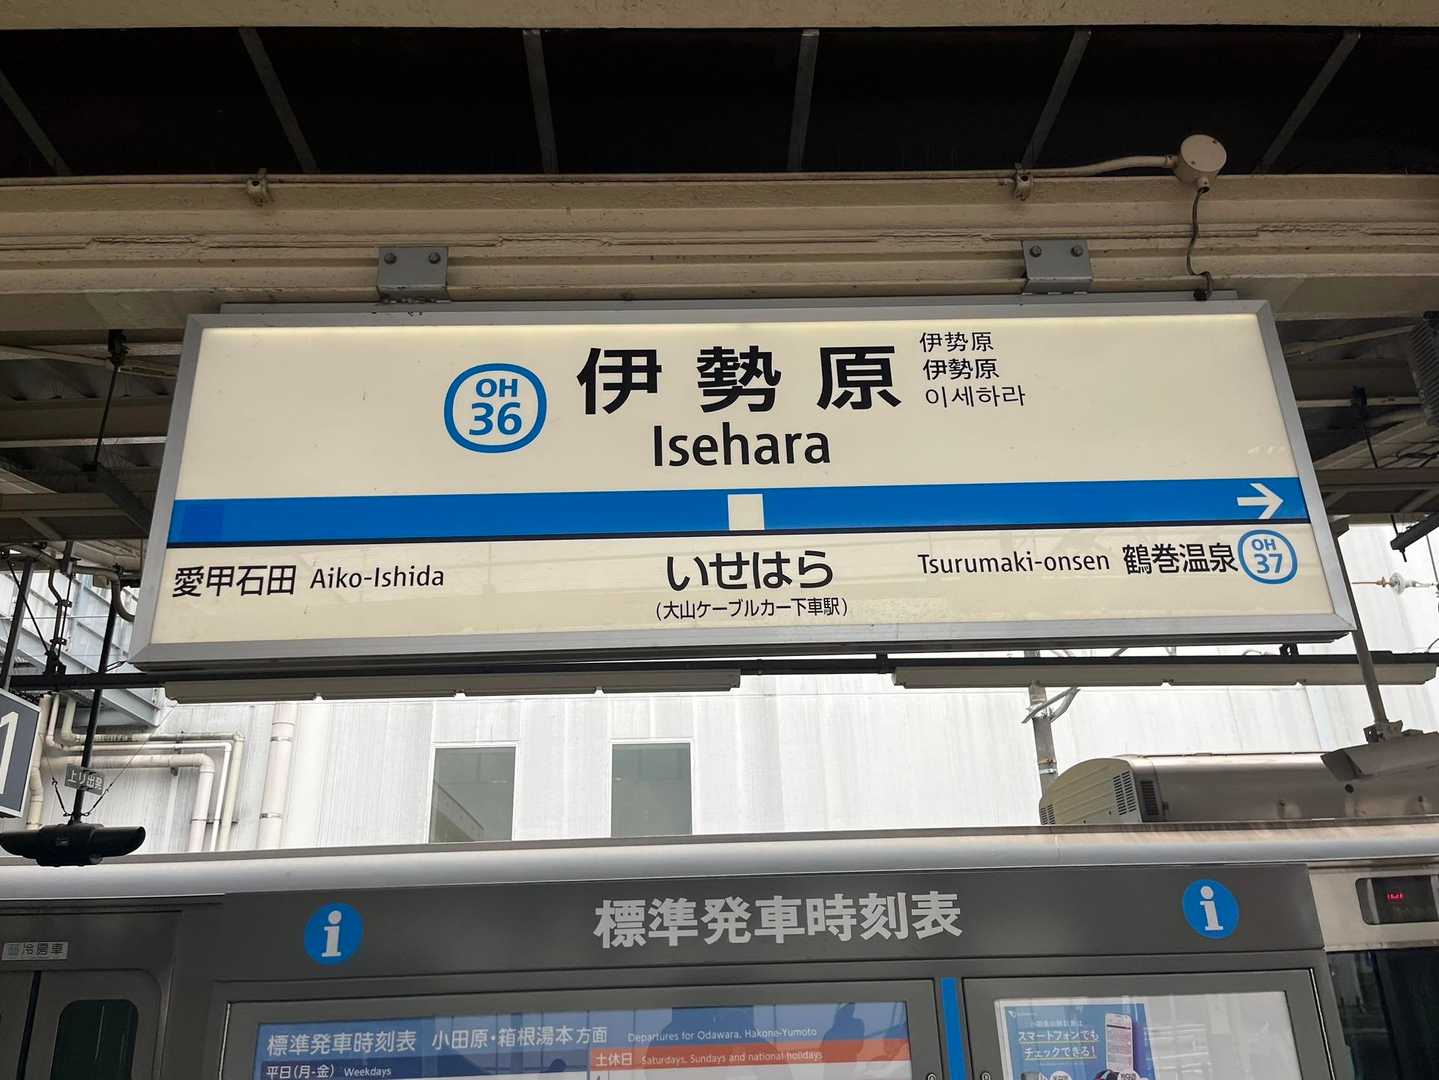 OH
36
伊勢原
伊势原
伊勢原
이세하라
Isehara
愛甲石田 Aiko-Ishida
いせはら
(大山ケーブルカー下車駅)
Tsurumaki-onsen 鶴巻温泉
OH
37
1
上り出発
冷房車
標準発車時刻表
標準発車時刻表 小田原・箱根湯本方面 Departures for Odawara, Hakone-Yumoto
平日(月-金) Weekdays
土休日 Saturdays, Sundays and national holidays
スマートフォンでも
チェックできる!